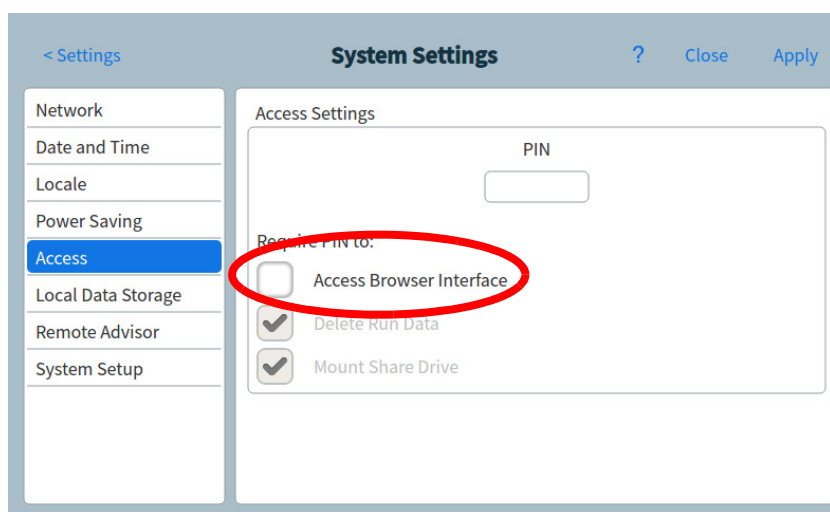 < Settings System Settings ? Close Apply
Network
Date and Time
Locale
Power Saving
Access
Local Data Storage
Remote Advisor
System Setup
Access Settings
PIN
Require PIN to:
Access Browser Interface
Delete Run Data
Mount Share Drive